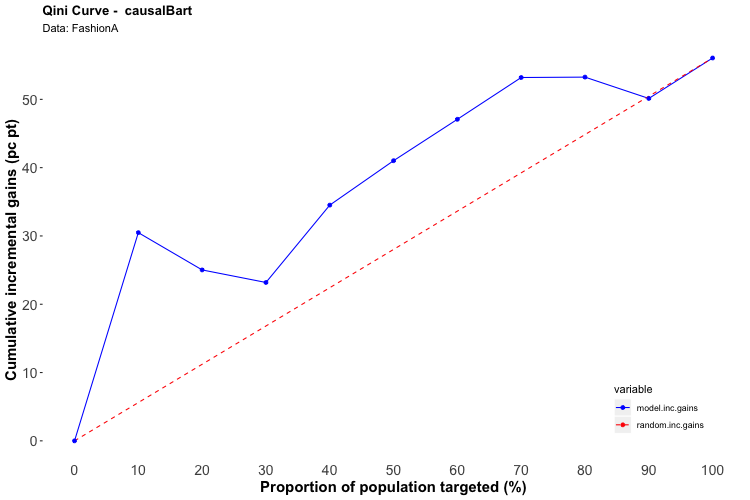 Qini Curve -  causalBart
Data: FashionA
Cumulative incremental gains (pc pt)
50
40
30
20
10
0
variable
model.inc.gains
random.inc.gains
0 10 20 30 40 50 60 70 80 90 100
Proportion of population targeted (%)